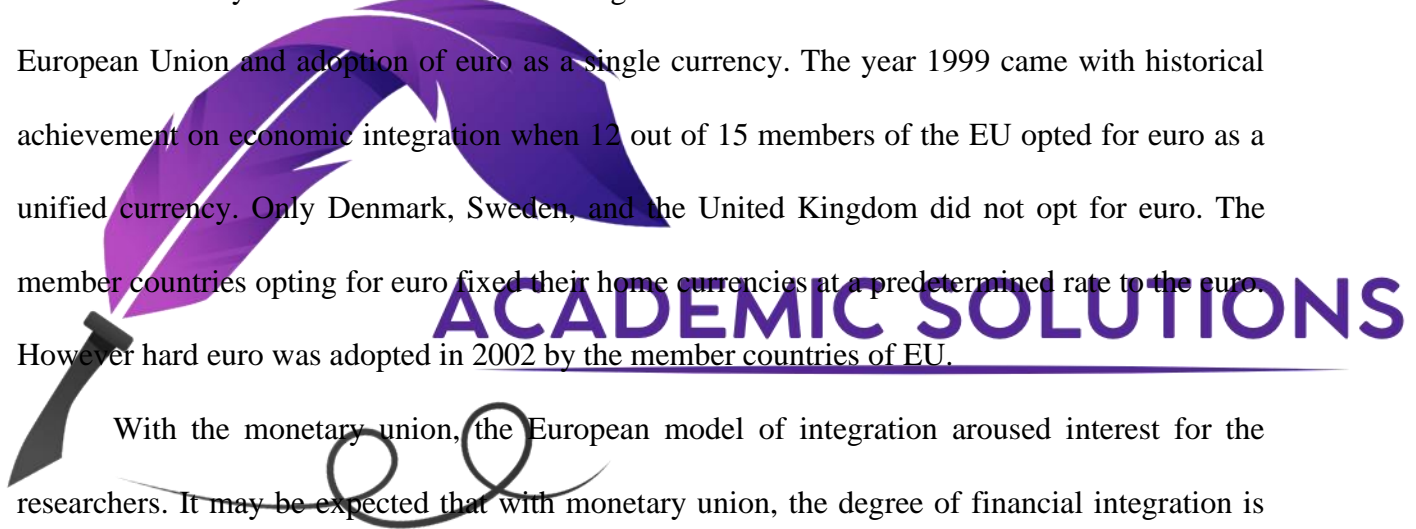 European Union and adoption of euro as a single currency. The year 1999 came with historical
achievement on economic integration when 12 out of 15 members of the EU opted for euro as a
unified currency. Only Denmark, Sweden, and the United Kingdom did not opt for euro. The
member countries opting for euro fixed their home currencies at a predetermined rate to the euro.
ACADEMIC SOLUTIONS
However hard euro was adopted in 2002 by the member countries of EU.
With the monetary union, the European model of integration aroused interest for the
researchers. It may be expected that with monetary union, the degree of financial integration is